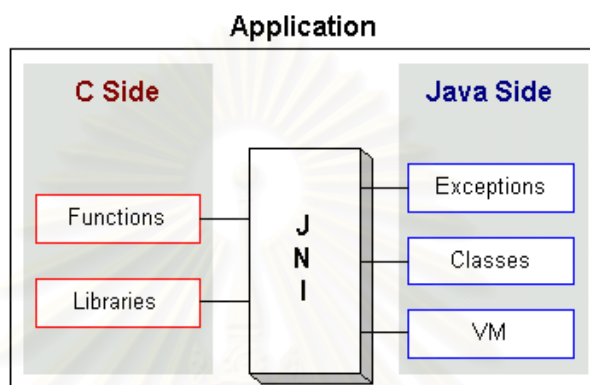 Application
C Side
Functions
Libraries
J
N
I
Java Side
Exceptions
Classes
VM